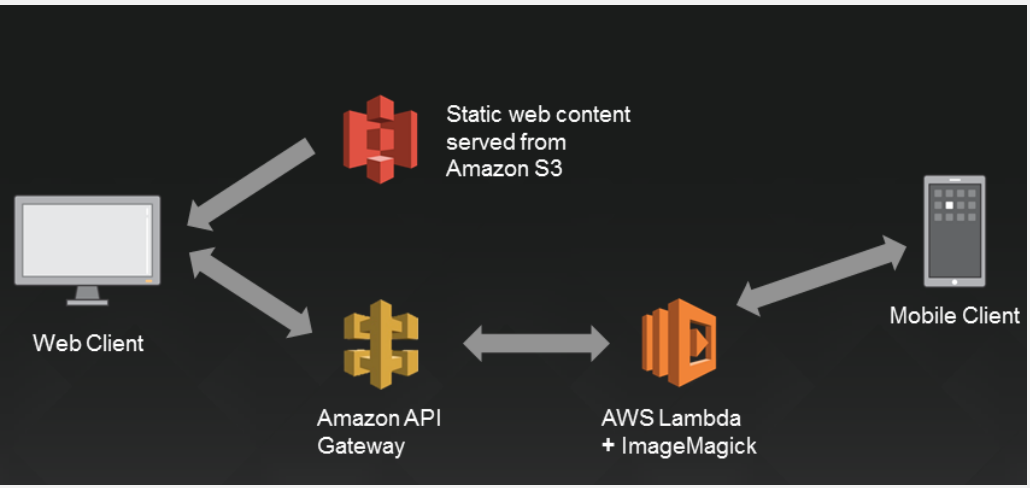 Static web content
served from
Amazon S3
Web Client
Mobile Client
Amazon API
Gateway
AWS Lambda
+ ImageMagick